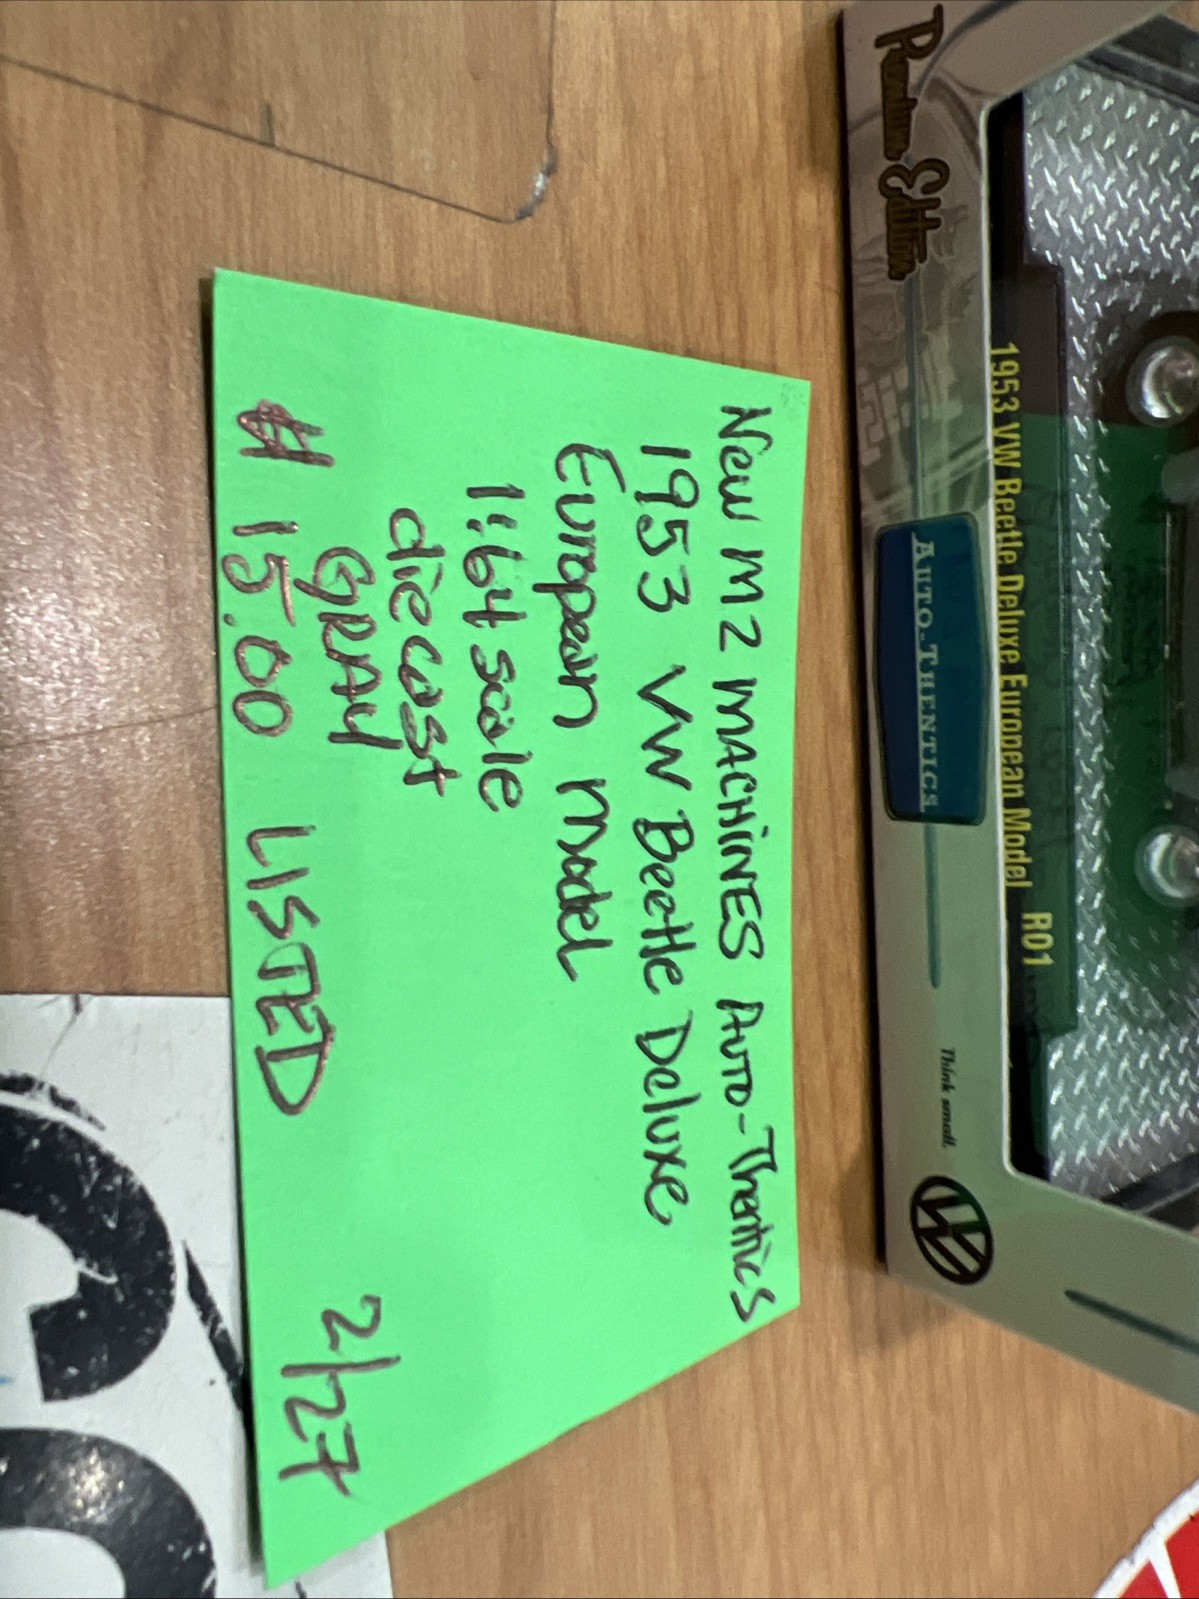 Premium Edition
AUTO-THENTICS
Think small.
1953 VW Beetle Deluxe European Model R01
New M2 MACHINES AUTO-Thentics
1953 VW Beetle Deluxe
European Model
1:64 scale
diecast
GRAY
$ 15.00 LISTED 2/27